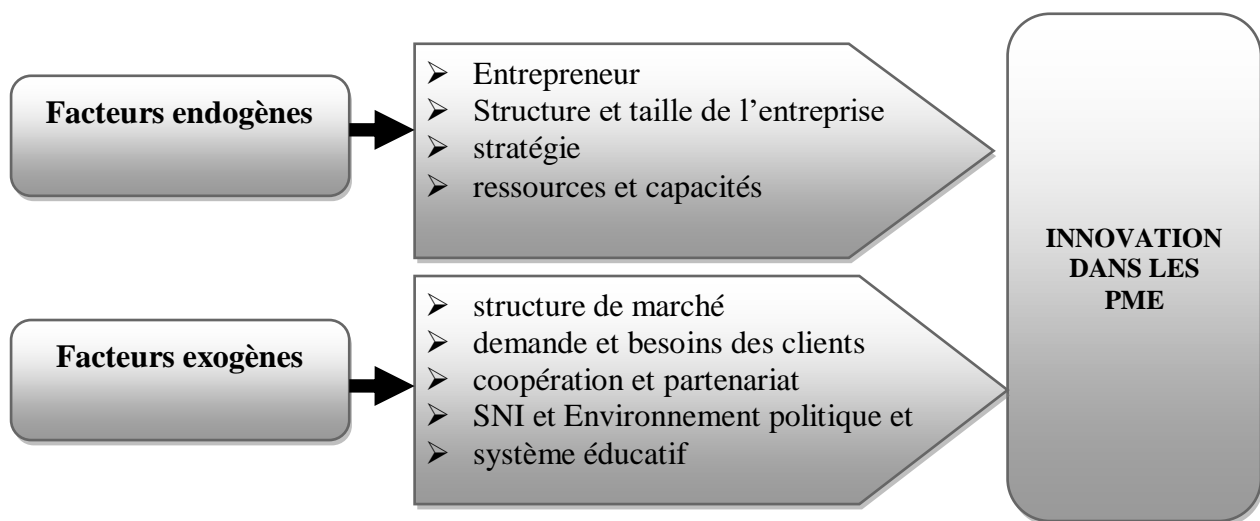 Facteurs endogènes
Entrepreneur
Structure et taille de l’entreprise
stratégie
ressources et capacités
Facteurs exogènes
structure de marché
demande et besoins des clients
coopération et partenariat
SNI et Environnement politique et
système éducatif
INNOVATION
DANS LES
PME